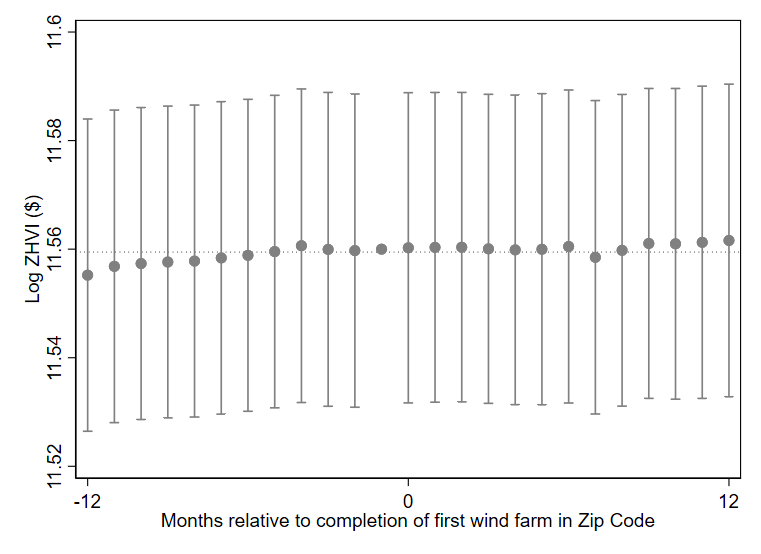 11.6
11.58
11.56
11.54
11.52
Log ZHVI ($)
-12 0 12
Months relative to completion of first wind farm in Zip Code